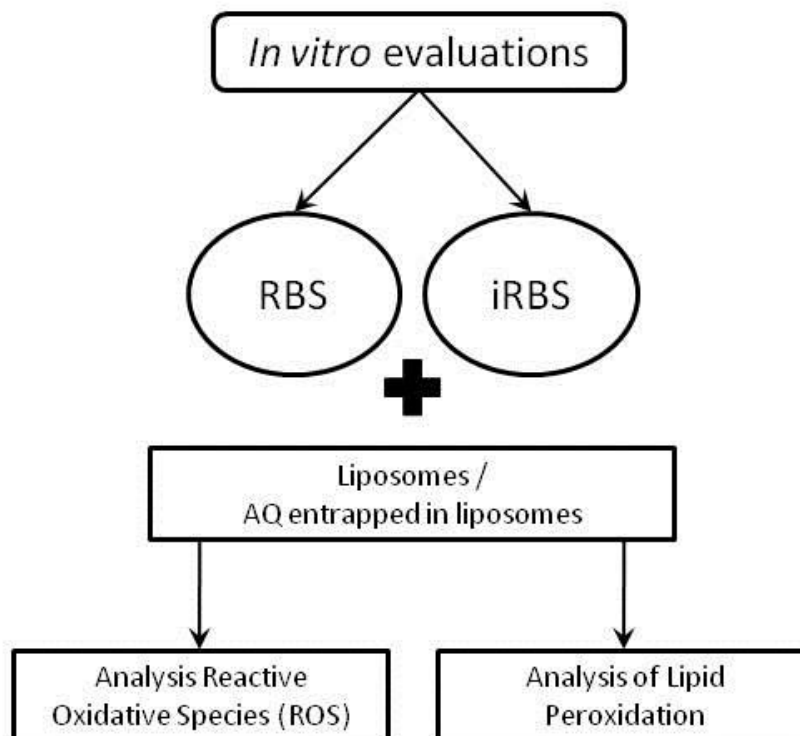 In vitro evaluations
RBS
iRBS
Liposomes /
AQ entrapped in liposomes
Analysis Reactive
Oxidative Species (ROS)
Analysis of Lipid
Peroxidation